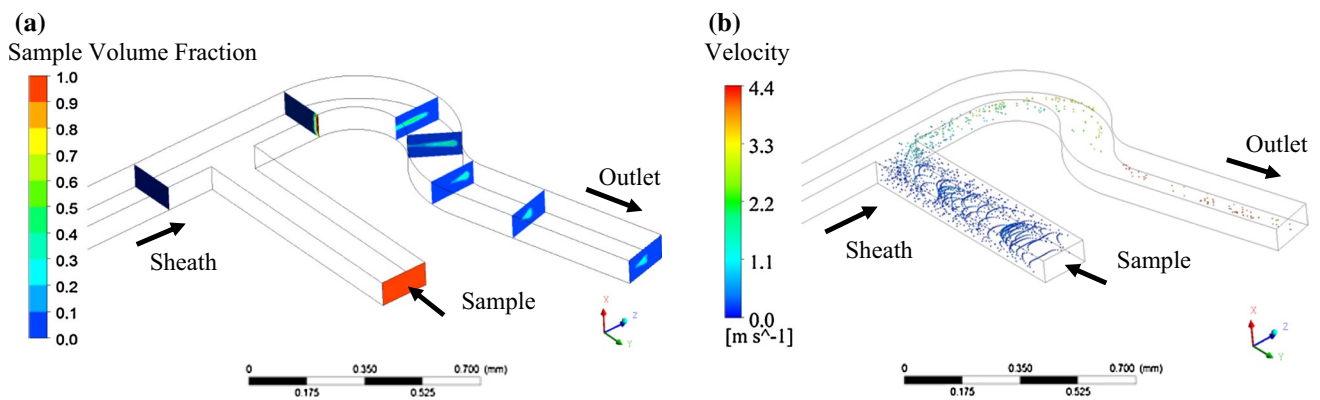 (a)
Sample Volume Fraction
1.0
0.9
0.8
0.7
0.6
0.5
0.4
0.3
0.2
0.1
0.0
Sheath
Sample
Outlet
X
Z
Y
0 0.350 0.700 (mm)
0.175 0.525
(b)
Velocity
4.4
3.3
2.2
1.1
0.0
[m s^-1]
Sheath
Sample
Outlet
X
Z
Y
0 0.350 0.700 (mm)
0.175 0.525